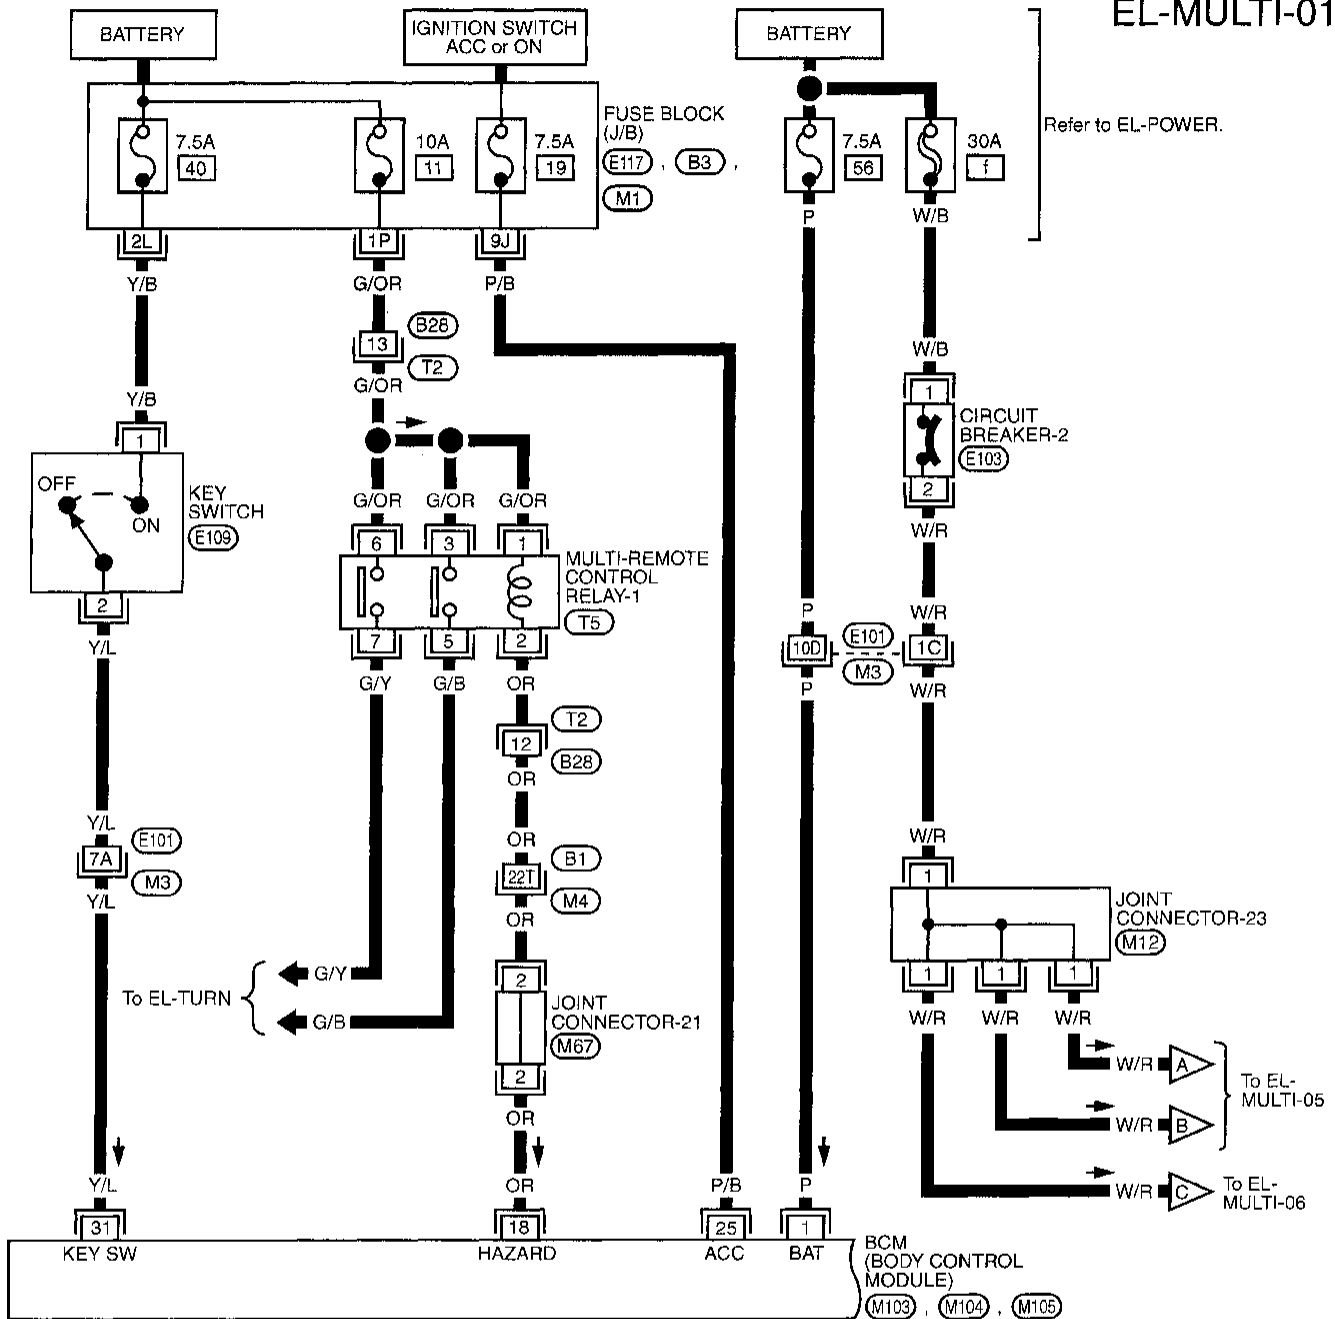 EL-MULTI-01
BATTERY
IGNITION SWITCH
ACC or ON
BATTERY
FUSE BLOCK
(J/B)
E117 , B3 ,
M1
7.5A
40
10A
11
7.5A
19
7.5A
56
30A
f
Refer to EL-POWER.
2L
1P
9J
P
W/B
Y/B
G/OR
P/B
13
B28
T2
G/OR
W/B
Y/B
1
1
CIRCUIT
BREAKER-2
E103
2
W/R
OFF
ON
KEY
SWITCH
E109
2
Y/L
G/OR
G/OR
G/OR
6
3
1
MULTI-REMOTE
CONTROL
RELAY-1
T5
7
5
2
G/Y
G/B
OR
P
W/R
10D
E101
M3
1C
P
W/R
T2
12
B28
OR
Y/L
E101
7A
M3
Y/L
OR
B1
22T
M4
OR
W/R
1
JOINT
CONNECTOR-23
M12
1
1
1
W/R
W/R
W/R
To EL-TURN
G/Y
G/B
2
JOINT
CONNECTOR-21
M67
2
OR
W/R
A
W/R
B
To EL-
MULTI-05
W/R
C
To EL-
MULTI-06
Y/L
OR
P/B
P
31
18
25
1
KEY SW
HAZARD
ACC
BAT
BCM
(BODY CONTROL
MODULE)
M103 , M104 , M105